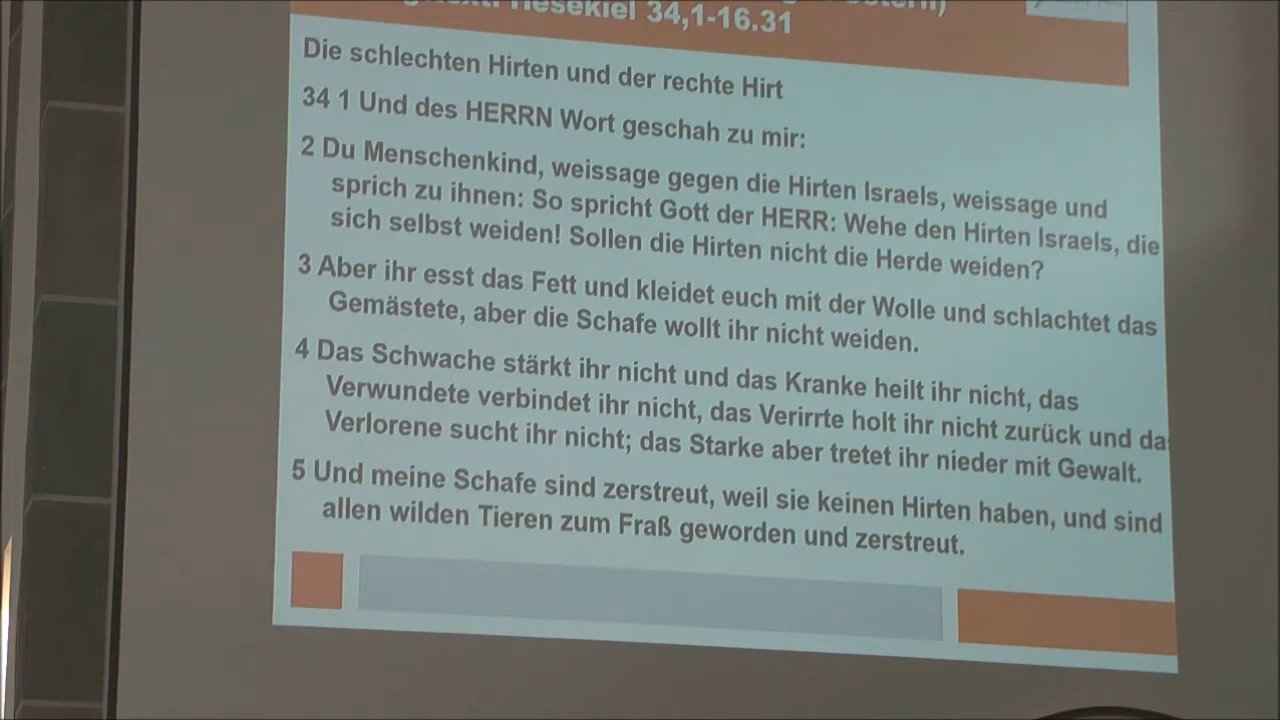 Hesekiel 34,1-16.31
Die schlechten Hirten und der rechte Hirt
34 1 Und des HERRN Wort geschah zu mir:
2 Du Menschenkind, weissage gegen die Hirten Israels, weissage und
sprich zu ihnen: So spricht Gott der HERR: Wehe den Hirten Israels, die
sich selbst weiden! Sollen die Hirten nicht die Herde weiden?
3 Aber ihr esst das Fett und kleidet euch mit der Wolle und schlachtet das
Gemästete, aber die Schafe wollt ihr nicht weiden.
4 Das Schwache stärkt ihr nicht und das Kranke heilt ihr nicht, das
Verwundete verbindet ihr nicht, das Verirrte holt ihr nicht zurück und das
Verlorene sucht ihr nicht; das Starke aber tretet ihr nieder mit Gewalt.
5 Und meine Schafe sind zerstreut, weil sie keinen Hirten haben, und sind
allen wilden Tieren zum Fraß geworden und zerstreut.